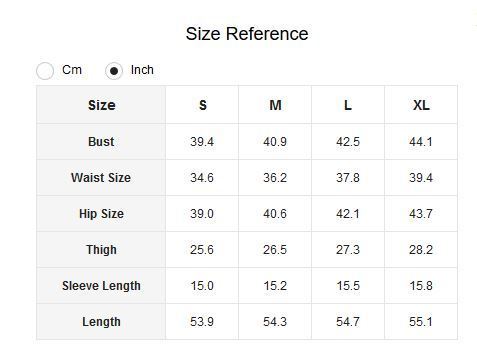 Size Reference
Cm Inch
Size S M L XL
Bust 39.4 40.9 42.5 44.1
Waist Size 34.6 36.2 37.8 39.4
Hip Size 39.0 40.6 42.1 43.7
Thigh 25.6 26.5 27.3 28.2
Sleeve Length 15.0 15.2 15.5 15.8
Length 53.9 54.3 54.7 55.1